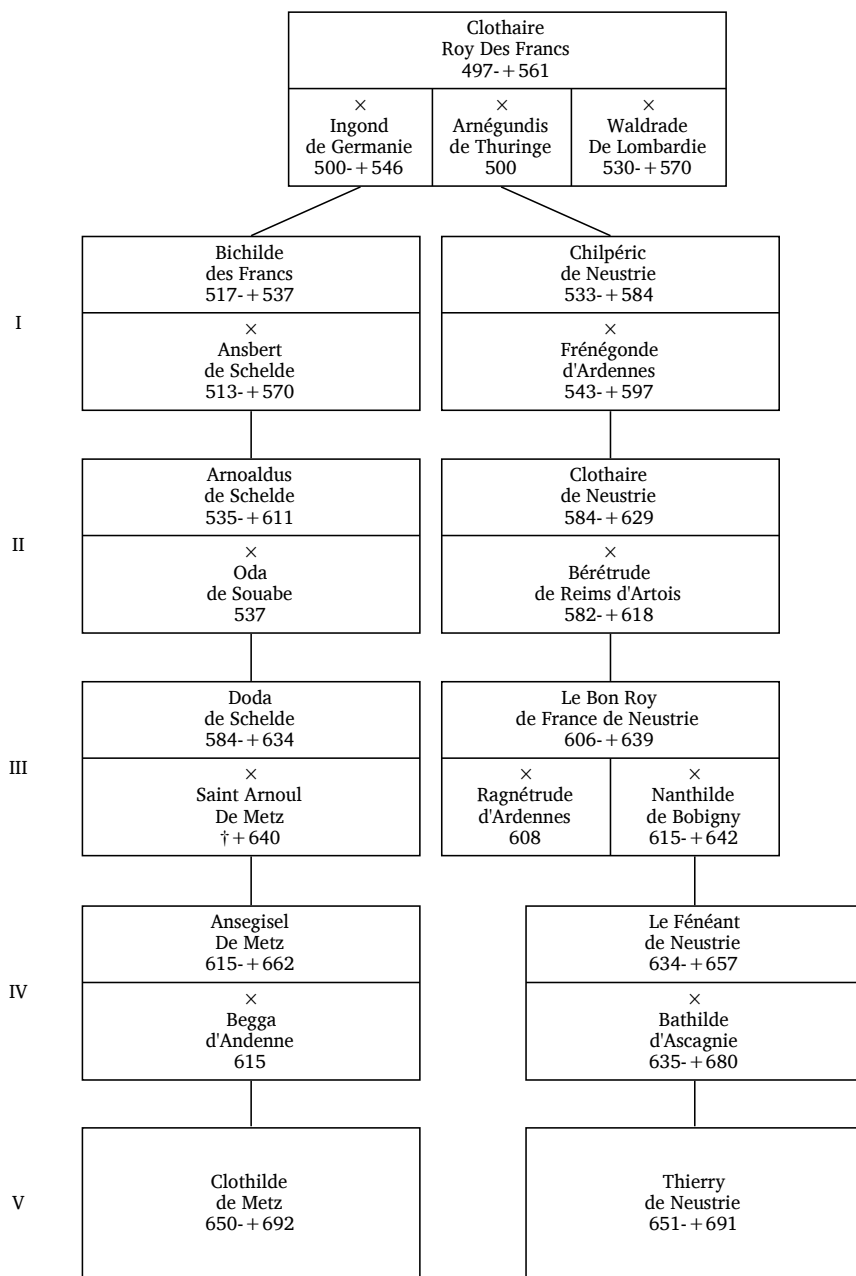 Clothaire
Roy Des Francs
497-+561
×
Ingond
de Germanie
500-+546
×
Arnégundis
de Thuringe
500
×
Waldrade
De Lombardie
530-+570
I
Bichilde
des Francs
517-+537
×
Ansbert
de Schelde
513-+570
Chilpéric
de Neustrie
533-+584
×
Frénégonde
d'Ardennes
543-+597
II
Arnoaldus
de Schelde
535-+611
×
Oda
de Souabe
537
Clothaire
de Neustrie
584-+629
×
Bérétrude
de Reims d'Artois
582-+618
III
Doda
de Schelde
584-+634
×
Saint Arnoul
De Metz
†+640
Le Bon Roy
de France de Neustrie
606-+639
×
Ragnétrude
d'Ardennes
608
×
Nanthilde
de Bobigny
615-+642
IV
Ansegisel
De Metz
615-+662
×
Begga
d'Andenne
615
Le Fénéant
de Neustrie
634-+657
×
Bathilde
d'Ascagnie
635-+680
V
Clothilde
de Metz
650-+692
Thierry
de Neustrie
651-+691